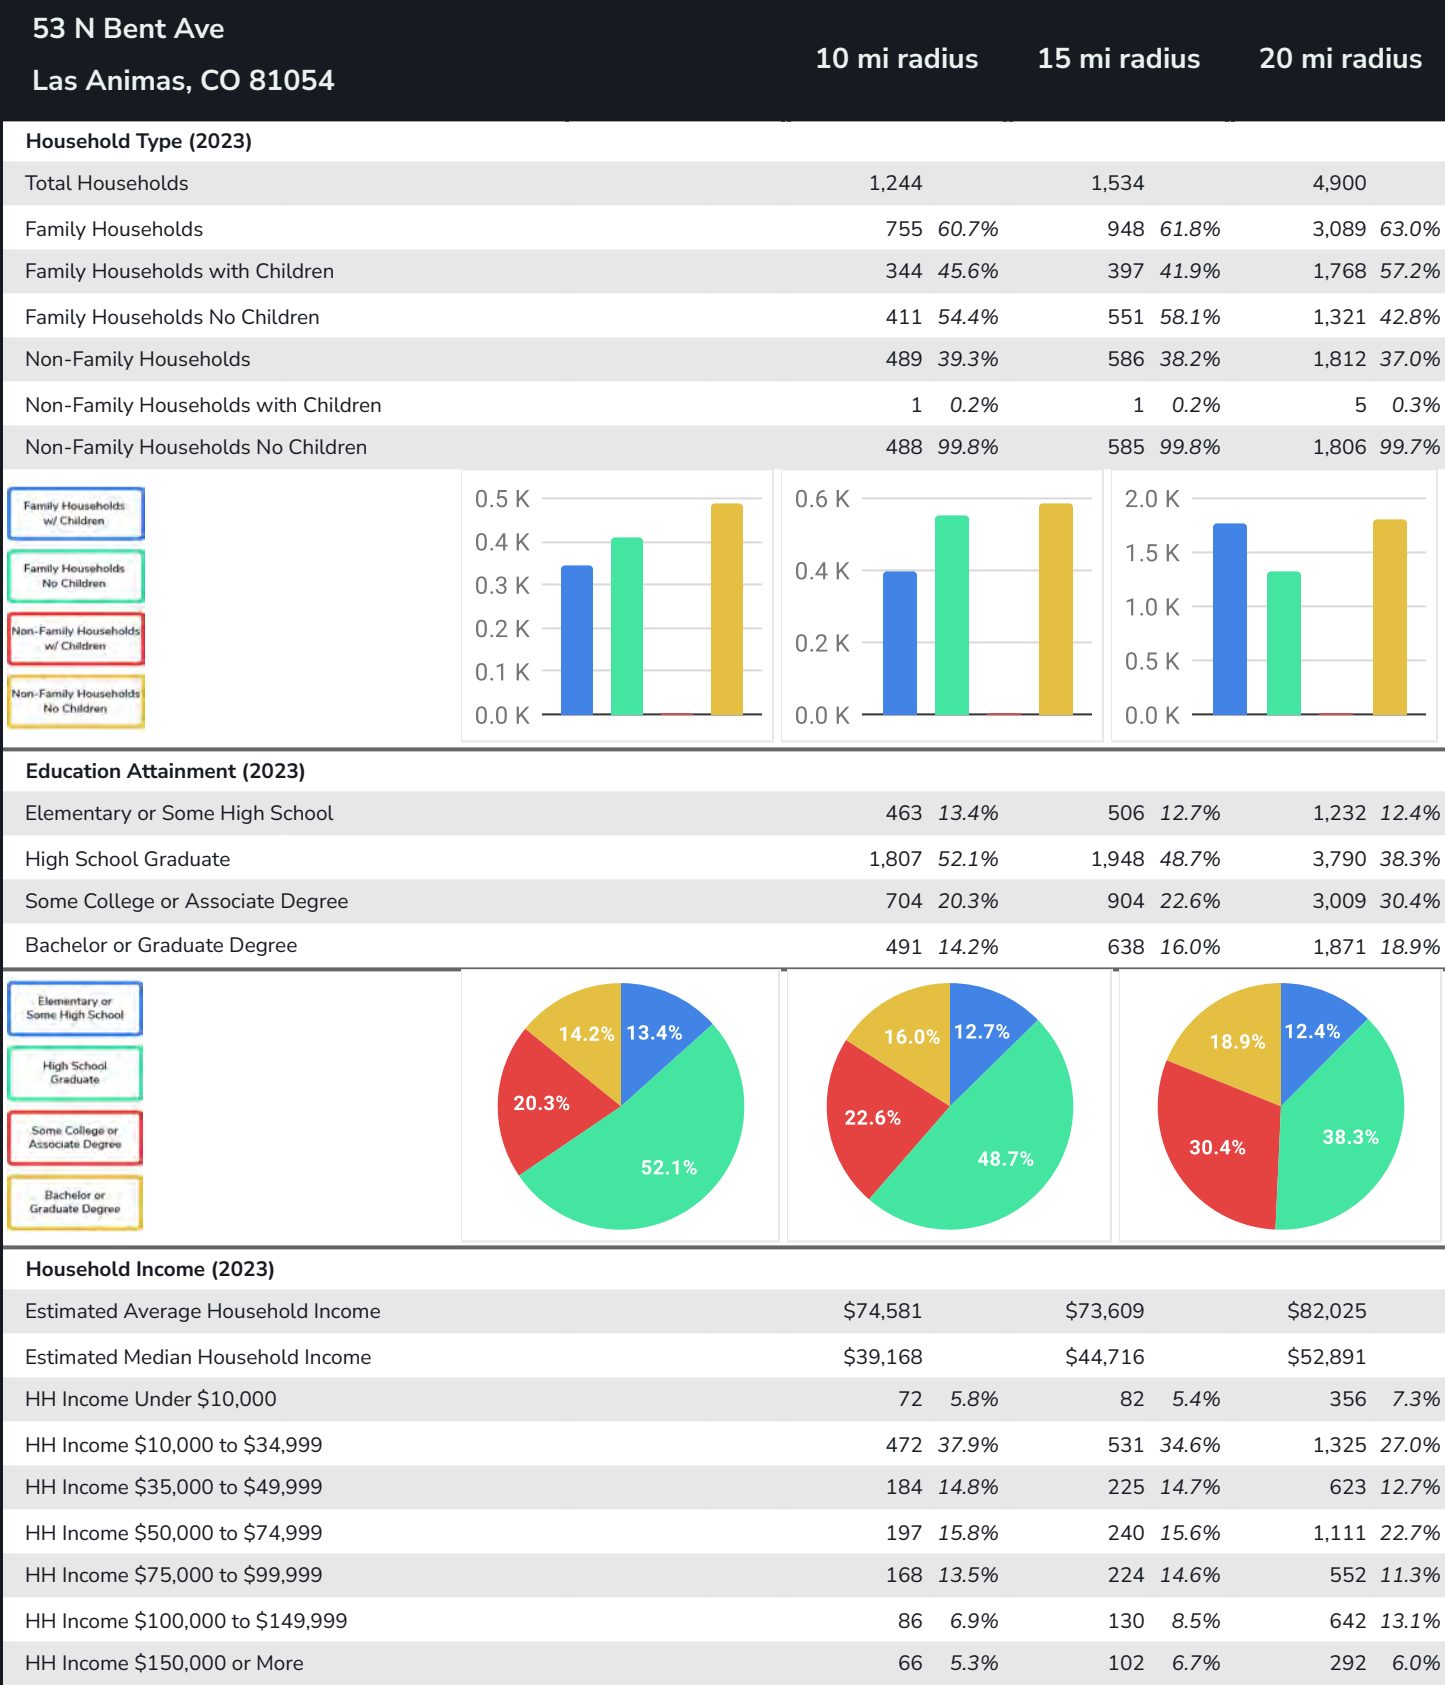 53 N Bent Ave
Las Animas, CO 81054
10 mi radius 15 mi radius 20 mi radius
Household Type (2023)
Total Households 1,244 1,534 4,900
Family Households 755 60.7% 948 61.8% 3,089 63.0%
Family Households with Children 344 45.6% 397 41.9% 1,768 57.2%
Family Households No Children 411 54.4% 551 58.1% 1,321 42.8%
Non-Family Households 489 39.3% 586 38.2% 1,812 37.0%
Non-Family Households with Children 1 0.2% 1 0.2% 5 0.3%
Non-Family Households No Children 488 99.8% 585 99.8% 1,806 99.7%
Family Households
w/ Children
Family Households
No Children
Non-Family Households
w/ Children
Non-Family Households
No Children
0.5 K
0.4 K
0.3 K
0.2 K
0.1 K
0.0 K
0.6 K
0.4 K
0.2 K
0.0 K
2.0 K
1.5 K
1.0 K
0.5 K
0.0 K
Education Attainment (2023)
Elementary or Some High School 463 13.4% 506 12.7% 1,232 12.4%
High School Graduate 1,807 52.1% 1,948 48.7% 3,790 38.3%
Some College or Associate Degree 704 20.3% 904 22.6% 3,009 30.4%
Bachelor or Graduate Degree 491 14.2% 638 16.0% 1,871 18.9%
Elementary or
Some High School
High School
Graduate
Some College or
Associate Degree
Bachelor or
Graduate Degree
14.2% 13.4%
20.3%
52.1%
16.0% 12.7%
22.6%
48.7%
18.9% 12.4%
30.4%
38.3%
Household Income (2023)
Estimated Average Household Income $74,581 $73,609 $82,025
Estimated Median Household Income $39,168 $44,716 $52,891
HH Income Under $10,000 72 5.8% 82 5.4% 356 7.3%
HH Income $10,000 to $34,999 472 37.9% 531 34.6% 1,325 27.0%
HH Income $35,000 to $49,999 184 14.8% 225 14.7% 623 12.7%
HH Income $50,000 to $74,999 197 15.8% 240 15.6% 1,111 22.7%
HH Income $75,000 to $99,999 168 13.5% 224 14.6% 552 11.3%
HH Income $100,000 to $149,999 86 6.9% 130 8.5% 642 13.1%
HH Income $150,000 or More 66 5.3% 102 6.7% 292 6.0%